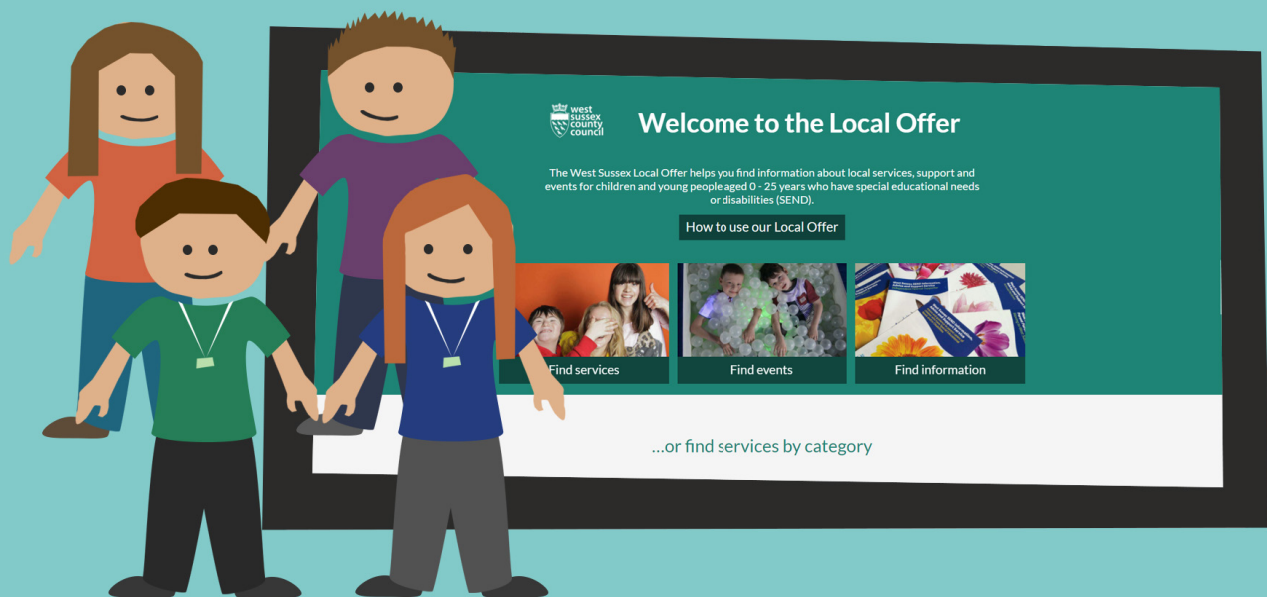 west
sussex
county
council
Welcome to the Local Offer
The West Sussex Local Offer helps you find information about local services, support and
events for children and young people aged 0 - 25 years who have special educational needs
or disabilities (SEND).
How to use our Local Offer
Find services
Find events
Find information
...or find services by category